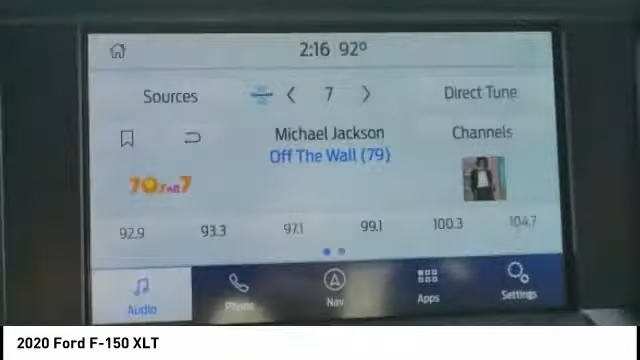 2:16 92º
Sources
7
Direct Tune
Michael Jackson
Off The Wall (79)
Channels
70s on 7
92.9
93.3
97.1
99.1
100.3
104.7
Audio
Phone
Nav
Apps
Settings
2020 Ford F-150 XLT